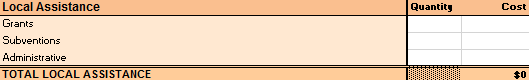 Local Assistance Quantity Cost
Grants
Subventions
Administrative
TOTAL LOCAL ASSISTANCE $0